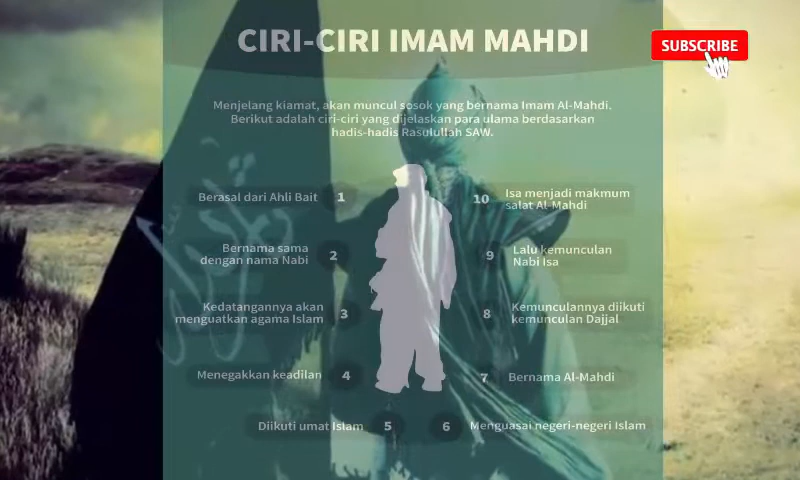 CIRI-CIRI IMAM MAHDI
SUBSCRIBE
Menjelang kiamat, akan muncul sosok yang bernama Imam Al-Mahdi.
Berikut adalah ciri-ciri yang dijelaskan para ulama berdasarkan
hadis-hadis Rasulullah SAW.
Berasal dari Ahli Bait 1
Bernama sama
dengan nama Nabi 2
Kedatangannya akan
menguatkan agama Islam 3
Menegakkan keadilan 4
Diikuti umat Islam 5
6 Menguasai negeri-negeri Islam
7 Bernama Al-Mahdi
8 Kemunculannya diikuti
kemunculan Dajjal
9 Lalu kemunculan
Nabi Isa
10 Isa menjadi makmum
salat Al-Mahdi